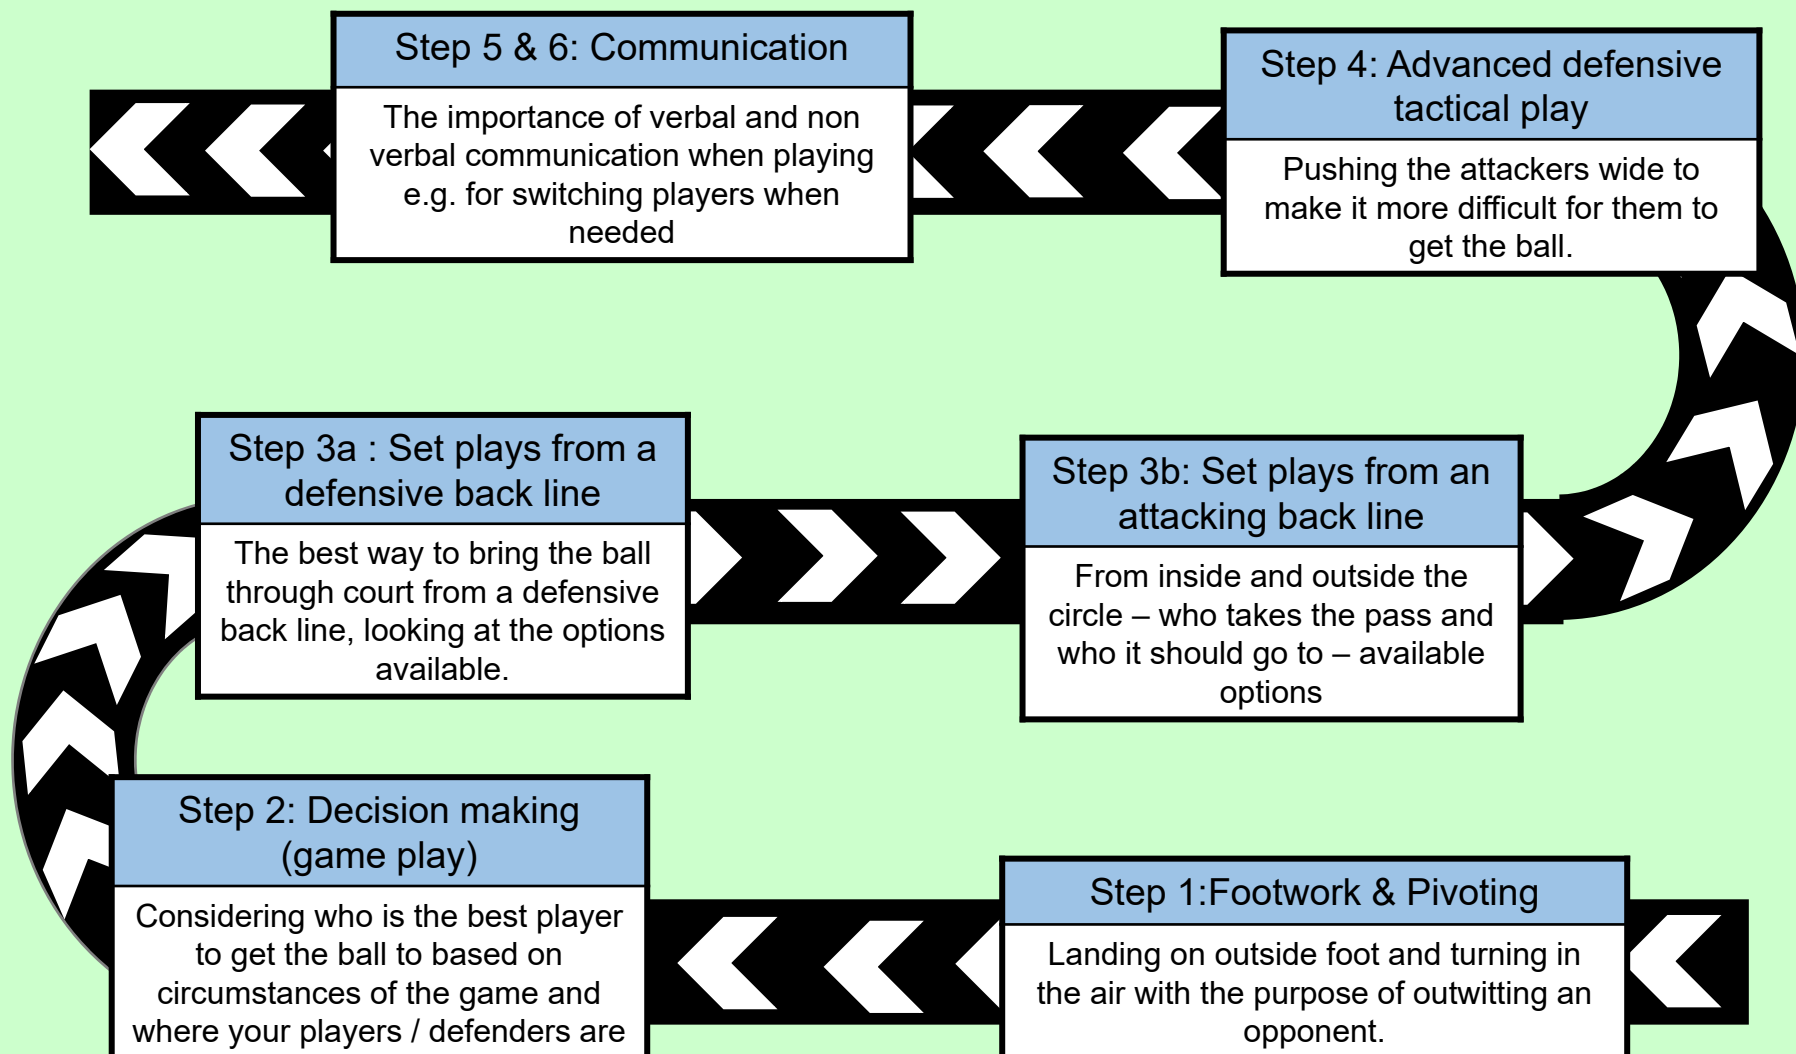 Step 5 & 6: Communication
The importance of verbal and non
verbal communication when playing
e.g. for switching players when
needed
Step 4: Advanced defensive
tactical play
Pushing the attackers wide to
make it more difficult for them to
get the ball.
Step 3a : Set plays from a
defensive back line
The best way to bring the ball
through court from a defensive
back line, looking at the options
available.
Step 3b: Set plays from an
attacking back line
From inside and outside the
circle – who takes the pass and
who it should go to – available
options
Step 2: Decision making
(game play)
Considering who is the best player
to get the ball to based on
circumstances of the game and
where your players / defenders are
Step 1:Footwork & Pivoting
Landing on outside foot and turning in
the air with the purpose of outwitting an
opponent.